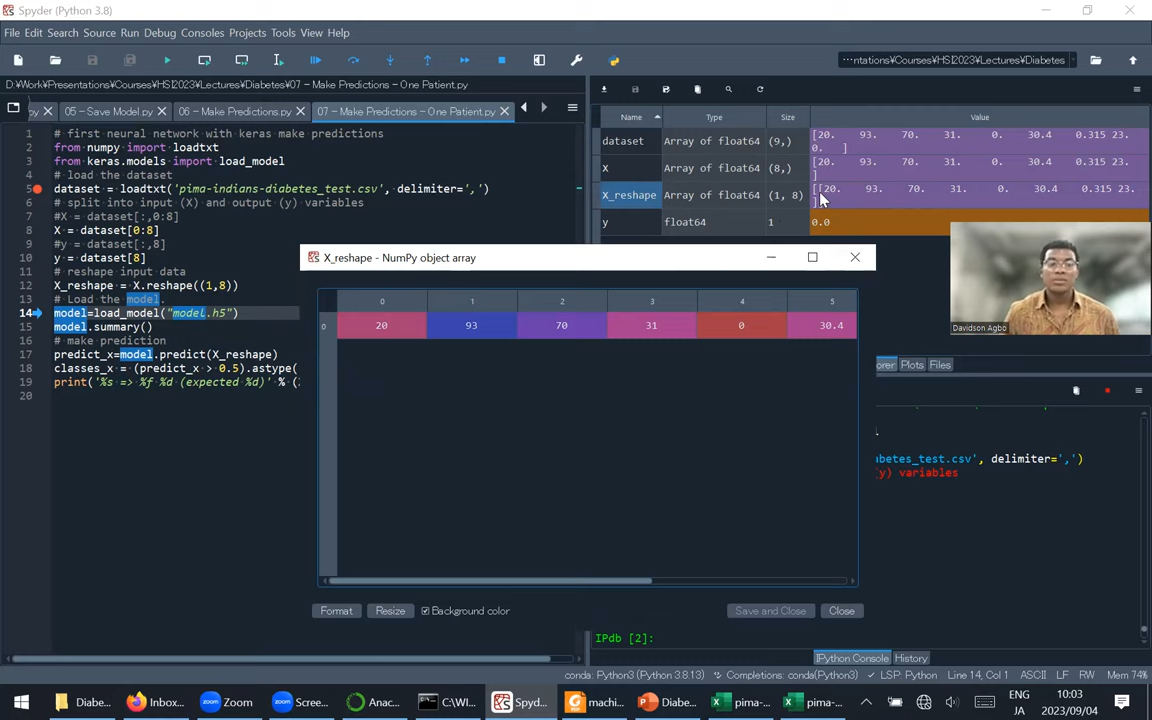 Spyder (Python 3.8)
File Edit Search Source Run Debug Consoles Projects Tools View Help
···ntations¥Courses¥HSI2023¥Lectures¥Diabetes
D:¥Work¥Presentations¥Courses¥HSI2023¥Lectures¥Diabetes¥07 – Make Predictions – One Patient.py
.py 05 – Save Model.py 06 – Make Predictions.py 07 – Make Predictions – One Patient.py
1 # first neural network with keras make predictions
2 from numpy import loadtxt
3 from keras.models import load_model
4 # load the dataset
5 dataset = loadtxt('pima-indians-diabetes_test.csv', delimiter=',')
6 # split into input (X) and output (y) variables
7 #X = dataset[:,0:8]
8 X = dataset[0:8]
9 #y = dataset[:,8]
10 y = dataset[8]
11 # reshape input data
12 X_reshape = X.reshape((1,8))
13 # Load the model.
14 model=load_model("model.h5")
15 model.summary()
16 # make prediction
17 predict_x=model.predict(X_reshape)
18 classes_x = (predict_x > 0.5).astype(
19 print('%s => %f %d (expected %d)' % (
20
Name Type Size Value
dataset Array of float64 (9,) [20. 93. 70. 31. 0. 30.4 0.315 23.
0. ]
X Array of float64 (8,) [20. 93. 70. 31. 0. 30.4 0.315 23.
]
X_reshape Array of float64 (1, 8) [[20. 93. 70. 31. 0. 30.4 0.315 23.
]]
y float64 1 0.0
X_reshape - NumPy object array
0 1 2 3 4 5
0 20 93 70 31 0 30.4
Format Resize Background color Save and Close Close
Davidson Agbo
orer Plots Files
abetes_test.csv', delimiter=',')
y) variables
IPdb [2]:
IPython Console History
conda: Python3 (Python 3.8.13) Completions: conda(Python3) LSP: Python Line 14, Col 1 ASCII LF RW Mem 74%
Diabe... Inbox... Zoom Scree... Anac... C:¥WI... Spyd... machi... Diabe... pima-... pima-...
ENG
JA
10:03
2023/09/04